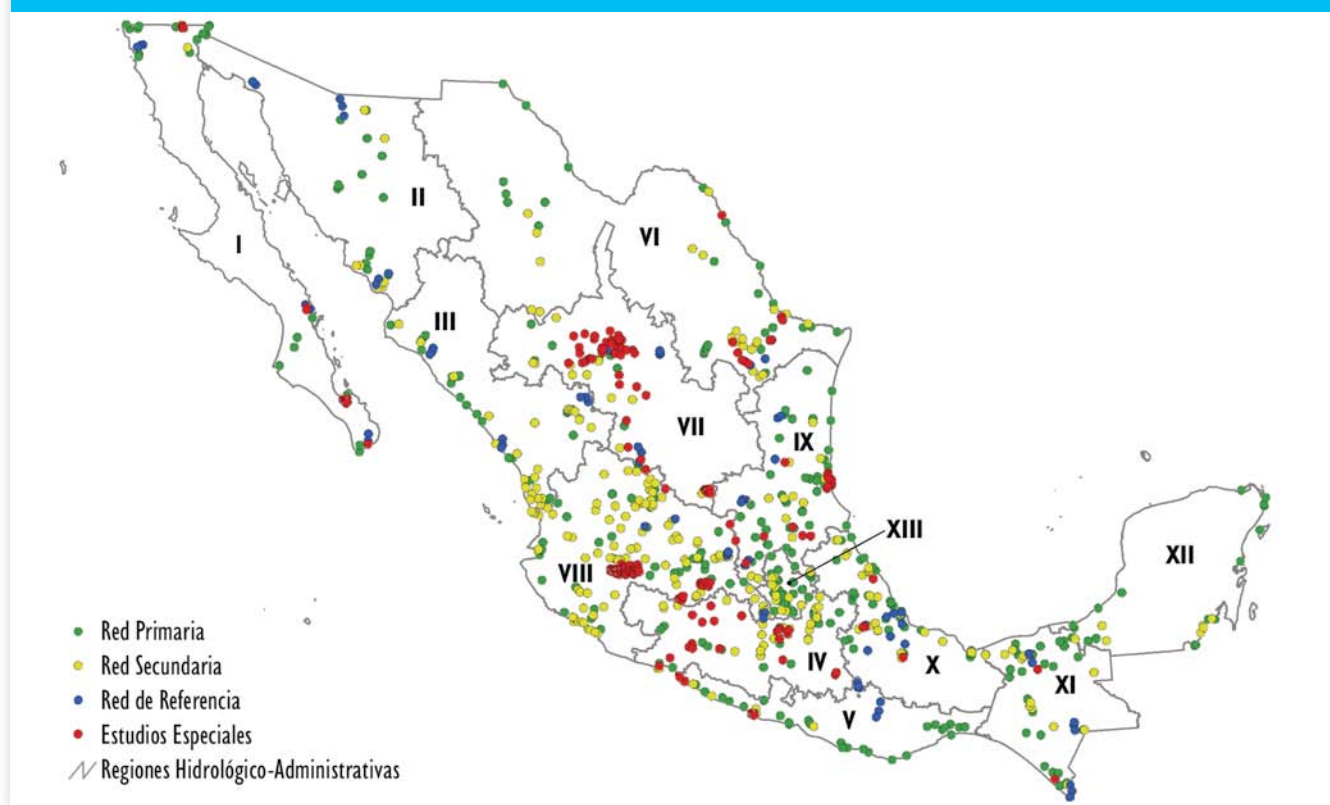 I
II
III
VI
VII
IX
XIII
VIII
XII
IV
X
XI
V
Red Primaria
Red Secundaria
Red de Referencia
Estudios Especiales
Regiones Hidrológico-Administrativas